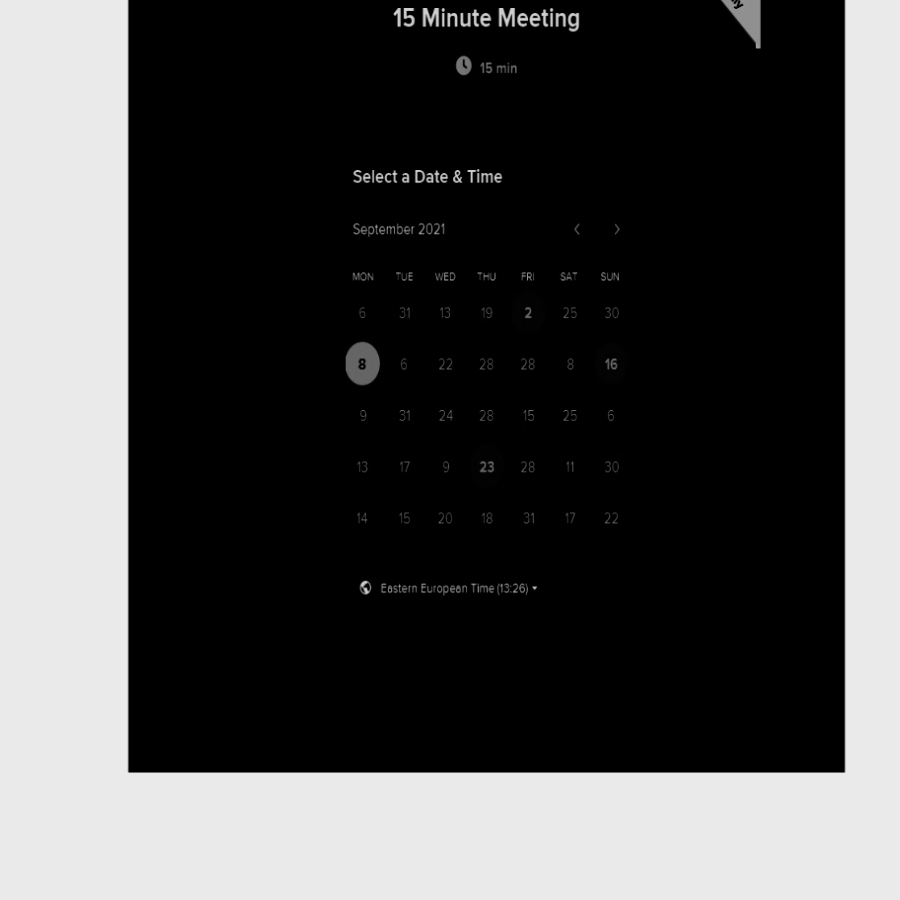 15 Minute Meeting
15 min
Select a Date & Time
September 2021
MON TUE WED THU FRI SAT SUN
6 31 13 19 2 25 30
8 6 22 28 28 8 16
9 31 24 28 15 25 6
13 17 9 23 28 11 30
14 15 20 18 31 17 22
Eastern European Time (13:26)